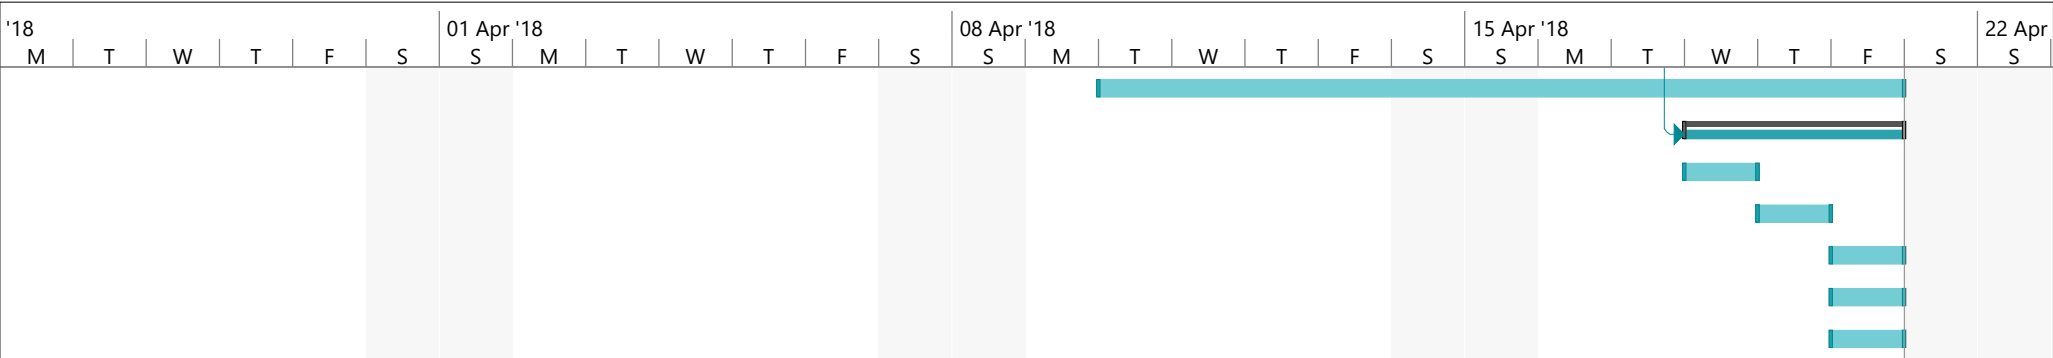 '18 01 Apr '18 08 Apr '18 15 Apr '18 22 Apr
M T W T F S S M T W T F S S M T W T F S S M T W T F S S